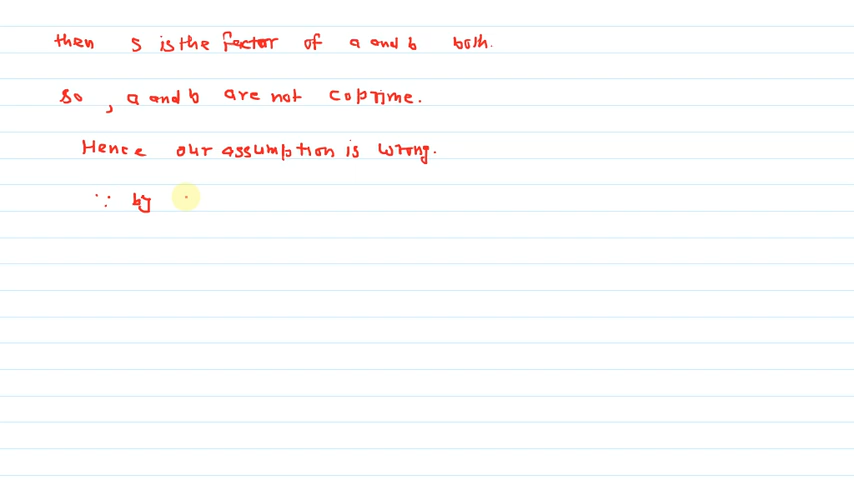 then 5 is the factor of a and b both.
So, a and b are not coprime.
Hence our assumption is wrong.
∵ by